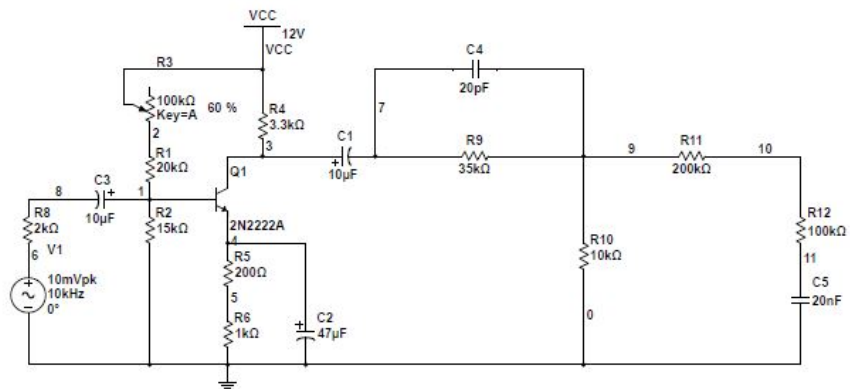 VCC
12V
VCC
R3
100kΩ
Key=A
60 %
2
R4
3.3kΩ
3
C1
10µF
7
C4
20pF
R9
35kΩ
9
R11
200kΩ
10
R1
20kΩ
Q1
2N2222A
4
8
C3
10µF
1
R2
15kΩ
R8
2kΩ
6
V1
10mVpk
10kHz
0°
R5
200Ω
5
R6
1kΩ
C2
47µF
R10
10kΩ
0
R12
100kΩ
11
C5
20nF